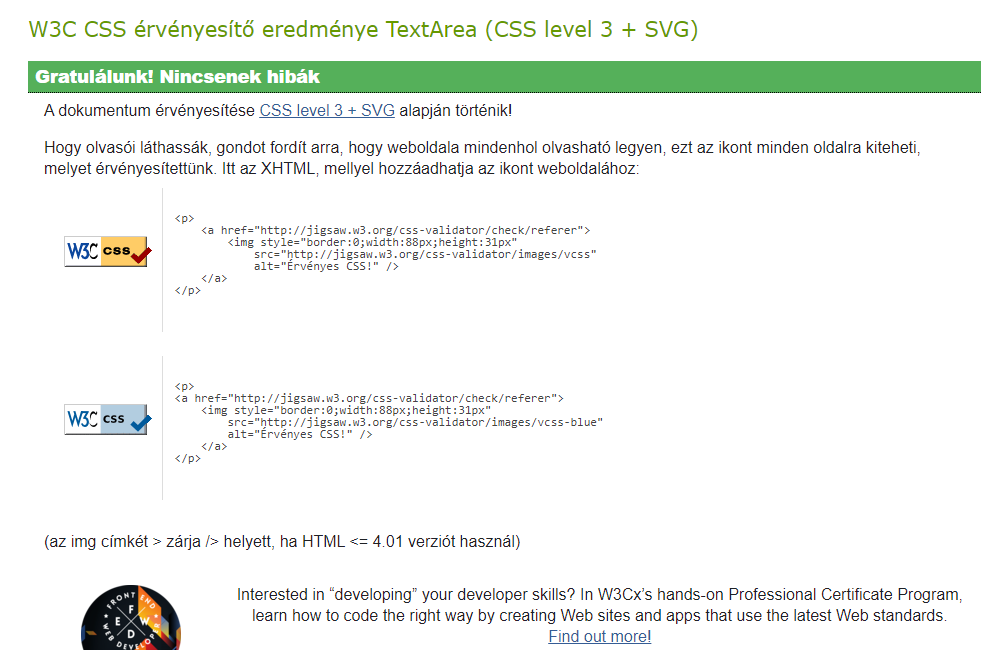 W3C CSS érvényesítő eredménye TextArea (CSS level 3 + SVG)
Gratulálunk! Nincsenek hibák
A dokumentum érvényesítése CSS level 3 + SVG alapján történik!
Hogy olvasói láthassák, gondot fordít arra, hogy weboldala mindenhol olvasható legyen, ezt az ikont minden oldalra kiteheti,
melyet érvényesítettünk. Itt az XHTML, mellyel hozzáadhatja az ikont weboldalához:
W3C css
<p>
<a href="http://jigsaw.w3.org/css-validator/check/referer">
<img style="border:0;width:88px;height:31px"
src="http://jigsaw.w3.org/css-validator/images/vcss"
alt="Érvényes CSS!" />
</a>
</p>
W3C css
<p>
<a href="http://jigsaw.w3.org/css-validator/check/referer">
<img style="border:0;width:88px;height:31px"
src="http://jigsaw.w3.org/css-validator/images/vcss-blue"
alt="Érvényes CSS!" />
</a>
</p>
(az img címkét > zárja /> helyett, ha HTML <= 4.01 verziót használ)
FRONT END
F E W D
WEB DEVELOPER
Interested in “developing” your developer skills? In W3Cx’s hands-on Professional Certificate Program,
learn how to code the right way by creating Web sites and apps that use the latest Web standards.
Find out more!